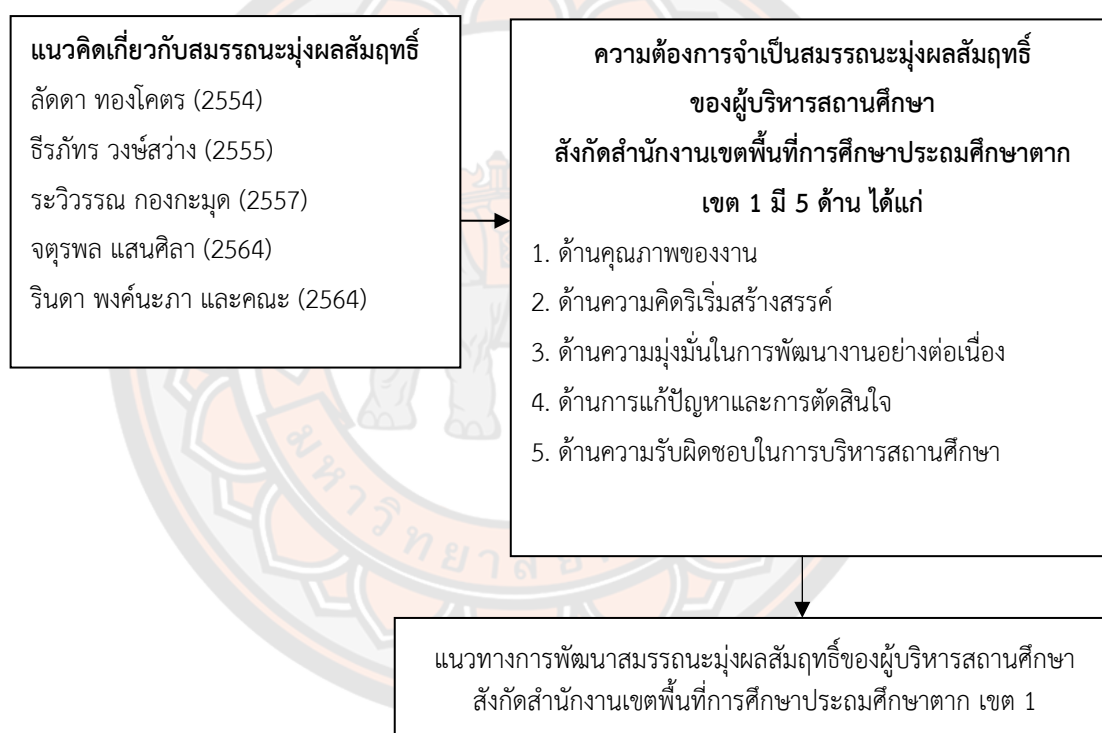 แนวคิดเกี่ยวกับสมรรถนะมุ่งผลสัมฤทธิ์
ลัดดา ทองโคตร (2554)
ธีรภัทร วงษ์สว่าง (2555)
ระวิวรรณ กองกะมุด (2557)
จตุรพล แสนศิลา (2564)
รินดา พงค์นะภา และคณะ (2564)
ความต้องการจำเป็นสมรรถนะมุ่งผลสัมฤทธิ์
ของผู้บริหารสถานศึกษา
สังกัดสำนักงานเขตพื้นที่การศึกษาประถมศึกษาตาก
เขต 1 มี 5 ด้าน ได้แก่
1. ด้านคุณภาพของงาน
2. ด้านความคิดริเริ่มสร้างสรรค์
3. ด้านความมุ่งมั่นในการพัฒนางานอย่างต่อเนื่อง
4. ด้านการแก้ปัญหาและการตัดสินใจ
5. ด้านความรับผิดชอบในการบริหารสถานศึกษา
แนวทางการพัฒนาสมรรถนะมุ่งผลสัมฤทธิ์ของผู้บริหารสถานศึกษา
สังกัดสำนักงานเขตพื้นที่การศึกษาประถมศึกษาตาก เขต 1